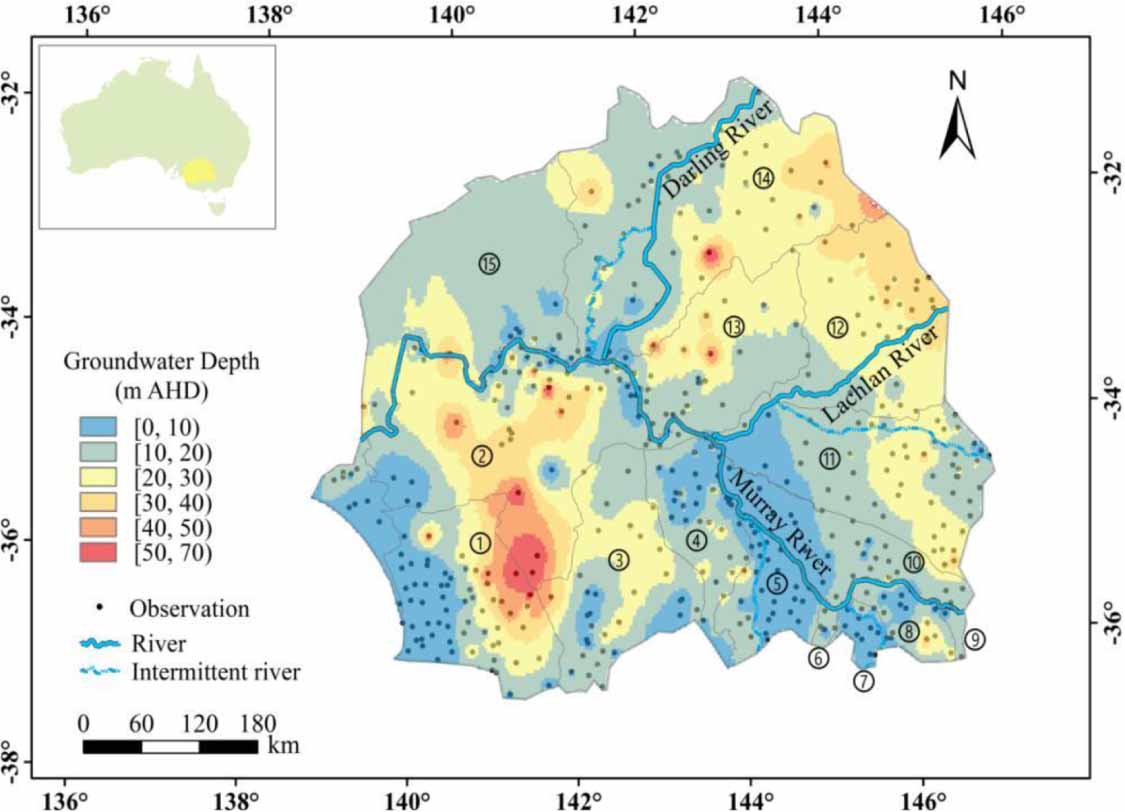 136° 138° 140° 142° 144° 146°
-32°
N
-32°
Darling River
⑭
⑮
-34°
⑬ ⑫
Groundwater Depth
(m AHD)
Lachlan River
-34°
[0, 10)
[10, 20)
② ⑪
[20, 30)
[30, 40)
Murray River
[40, 50)
-36°
① ④
[50, 70)
③ ⑩
⑤
Observation
-36°
River
⑧ ⑨
Intermittent river
⑥
⑦
0 60 120 180
km
-38°
136° 138° 140° 142° 144° 146°